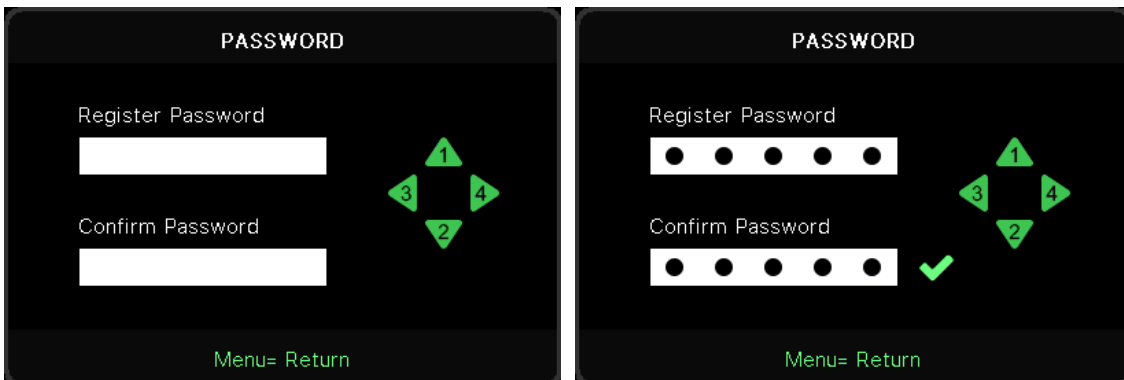 PASSWORD
Register Password
1
3
4
Confirm Password
2
Menu= Return
PASSWORD
Register Password
1
3
4
Confirm Password
2
Menu= Return